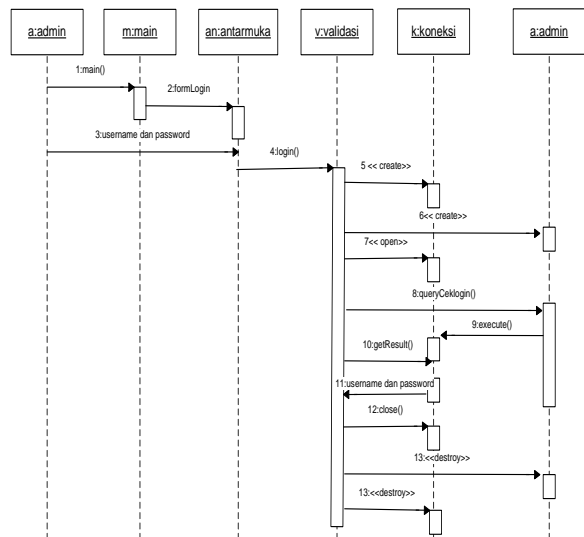 a:admin
m:main
an:antarmuka
v:validasi
k:koneksi
a:admin
1:main()
2:formLogin
3:username dan password
4:login()
5 << create>>
6<< create>>
7<< open>>
8:queryCeklogin()
9:execute()
10:getResult()
11:username dan password
12:close()
13:<<destroy>>
13:<<destroy>>